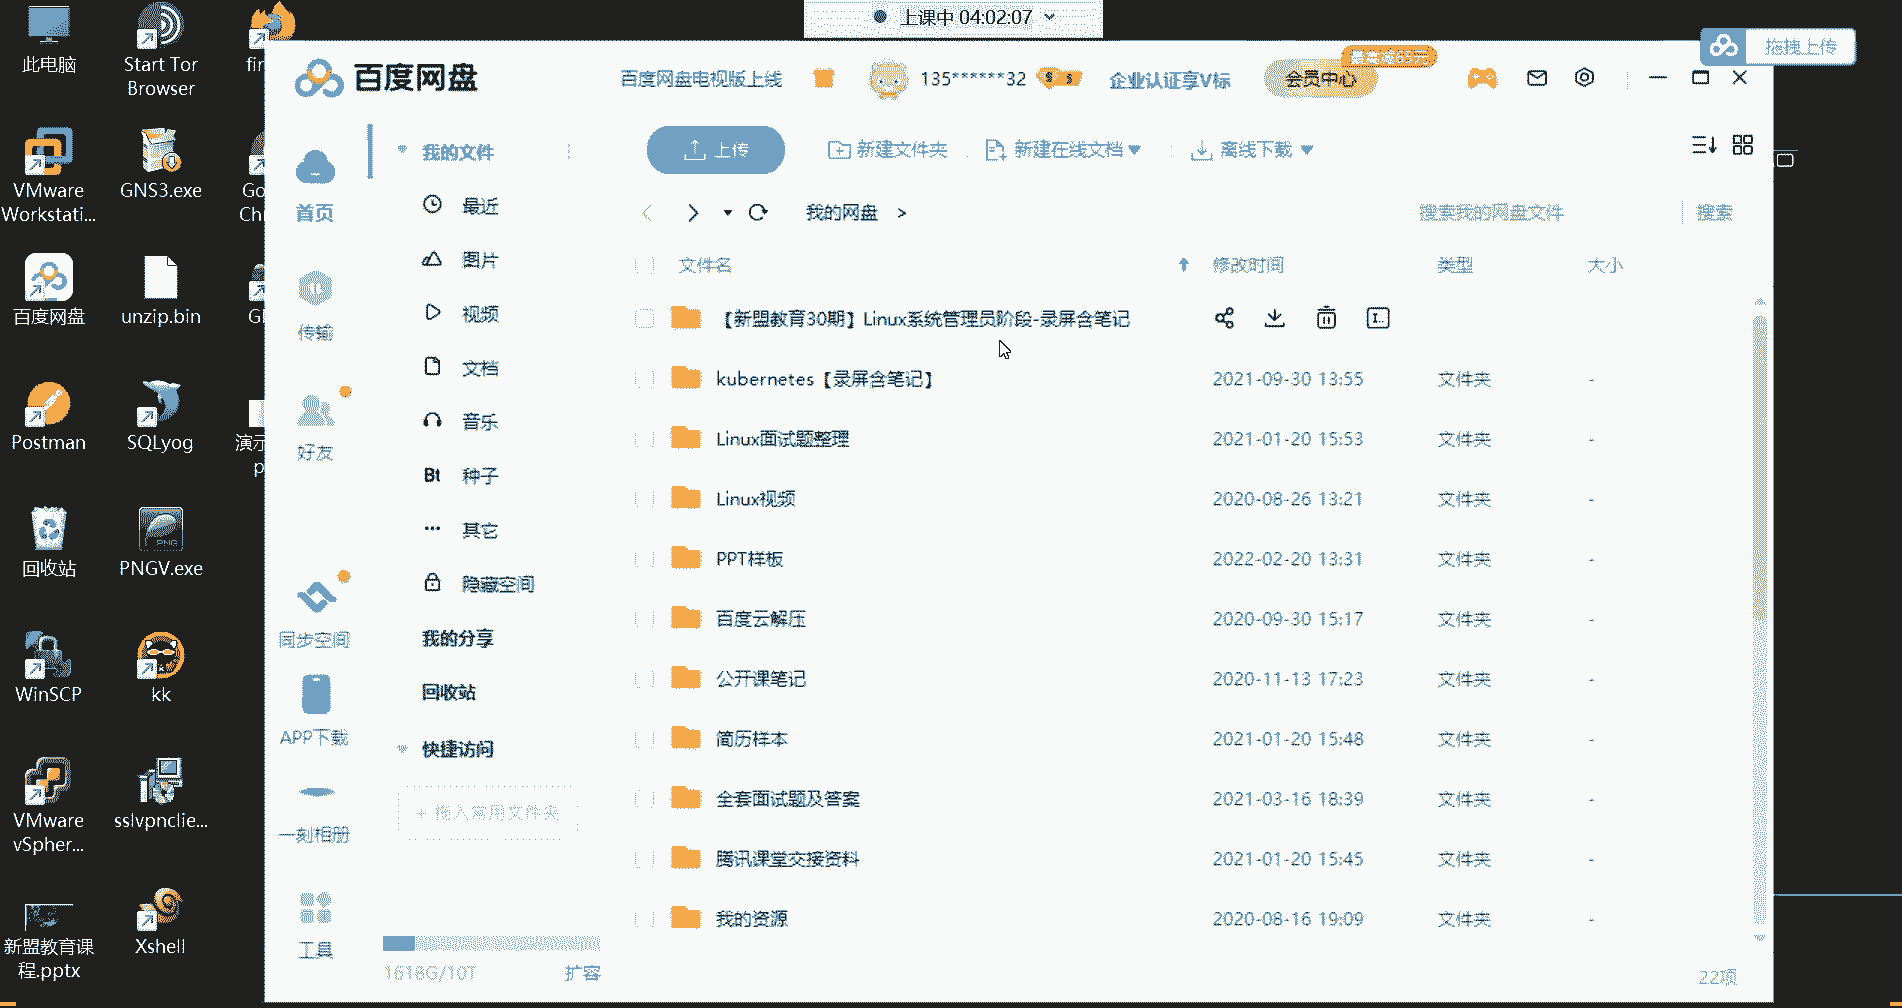 上课中 04:02:07
此电脑
Start Tor Browser
VMware Workstati...
GNS3.exe
百度网盘
unzip.bin
Postman
SQLyog
回收站
PNGV.exe
WinSCP
kk
VMware vSpher...
sslvpnclie...
新盟教育课程.pptx
Xshell
演示
拖拽上传
百度网盘
百度网盘电视版上线
135******32
企业认证享V标
会员中心
首页
传输
好友
同步空间
APP下载
一刻相册
工具
我的文件
最近
图片
视频
文档
音乐
Bt 种子
其它
隐藏空间
我的分享
回收站
快捷访问
+ 拖入常用文件夹
1618G/10T 扩容
上传 新建文件夹 新建在线文档 离线下载
我的网盘 >
搜索我的网盘文件 搜索
文件名 修改时间 类型 大小
【新盟教育30期】Linux系统管理员阶段-录屏含笔记
kubernetes【录屏含笔记】 2021-09-30 13:55 文件夹 -
Linux面试题整理 2021-01-20 15:53 文件夹 -
Linux视频 2020-08-26 13:21 文件夹 -
PPT样板 2022-02-20 13:31 文件夹 -
百度云解压 2020-09-30 15:17 文件夹 -
公开课笔记 2020-11-13 17:23 文件夹 -
简历样本 2021-01-20 15:48 文件夹 -
全套面试题及答案 2021-03-16 18:39 文件夹 -
腾讯课堂交接资料 2021-01-20 15:45 文件夹 -
我的资源 2020-08-16 19:09 文件夹 -
22项